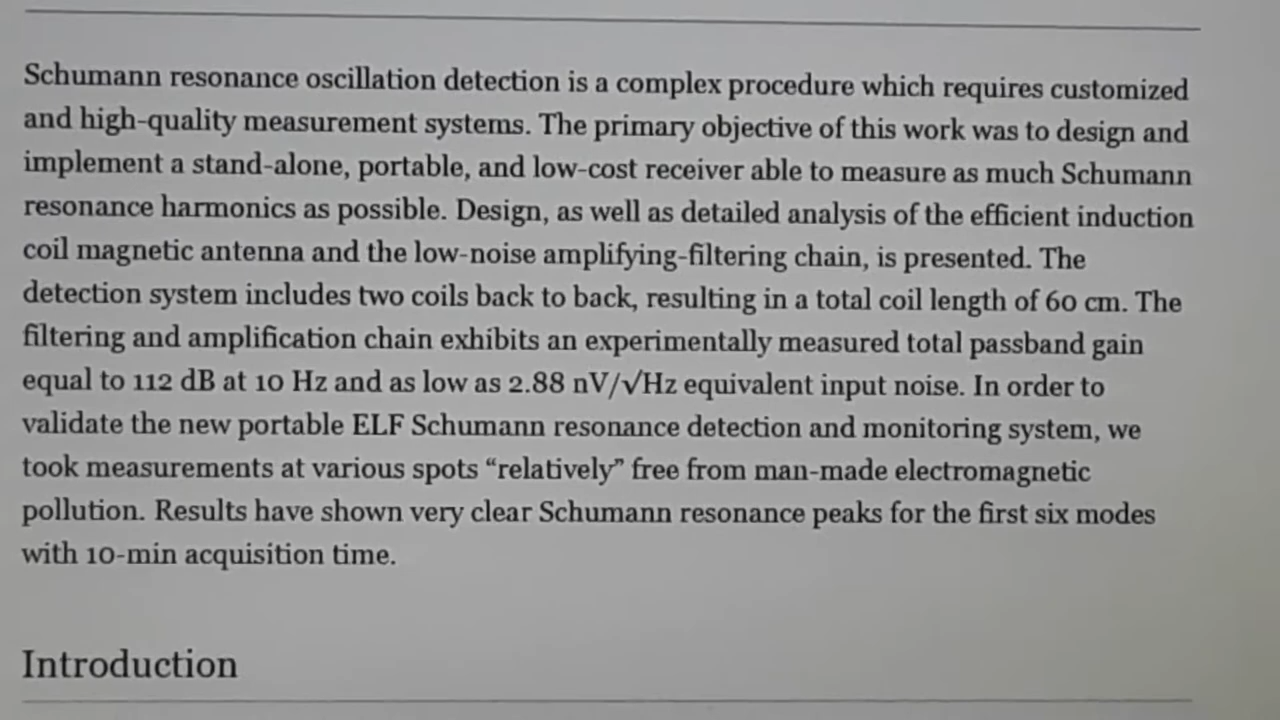 Schumann resonance oscillation detection is a complex procedure which requires customized
and high-quality measurement systems. The primary objective of this work was to design and
implement a stand-alone, portable, and low-cost receiver able to measure as much Schumann
resonance harmonics as possible. Design, as well as detailed analysis of the efficient induction
coil magnetic antenna and the low-noise amplifying-filtering chain, is presented. The
detection system includes two coils back to back, resulting in a total coil length of 60 cm. The
filtering and amplification chain exhibits an experimentally measured total passband gain
equal to 112 dB at 10 Hz and as low as 2.88 nV/√Hz equivalent input noise. In order to
validate the new portable ELF Schumann resonance detection and monitoring system, we
took measurements at various spots “relatively” free from man-made electromagnetic
pollution. Results have shown very clear Schumann resonance peaks for the first six modes
with 10-min acquisition time.
Introduction